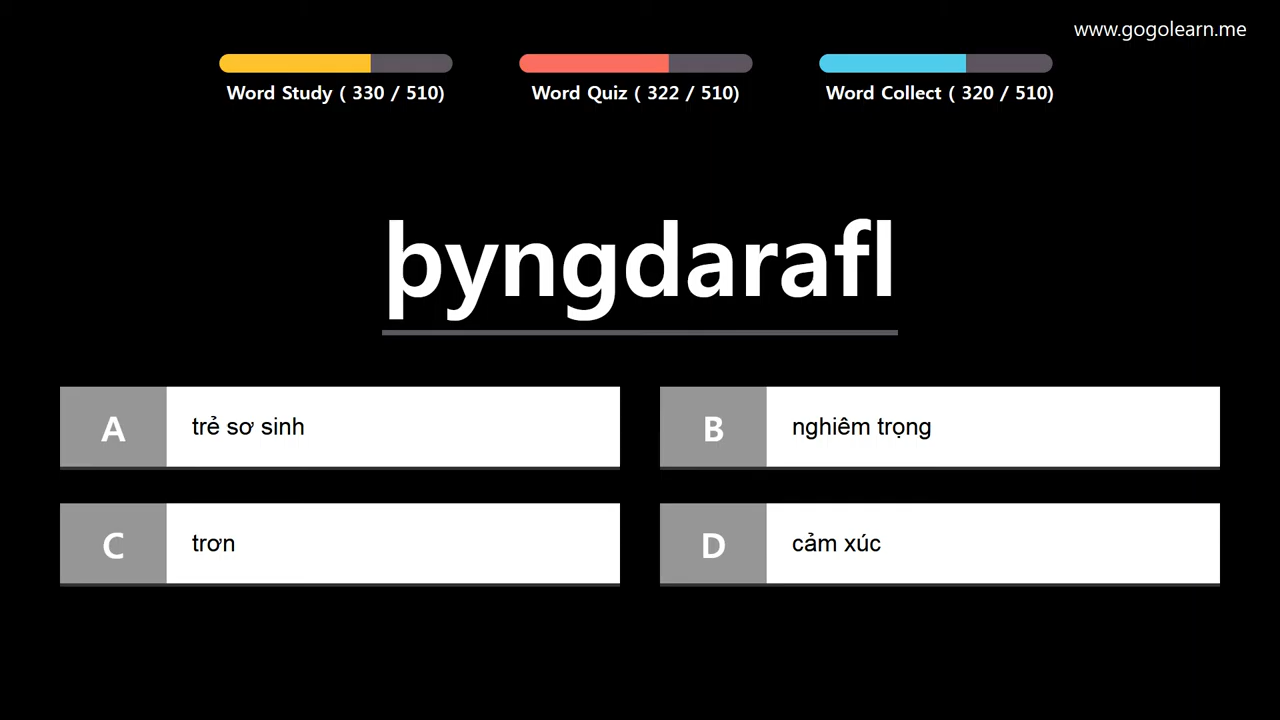 www.gogolearn.me
Word Study ( 330 / 510)
Word Quiz ( 322 / 510)
Word Collect ( 320 / 510)
þyngdarafl
A trẻ sơ sinh
B nghiêm trọng
C trơn
D cảm xúc